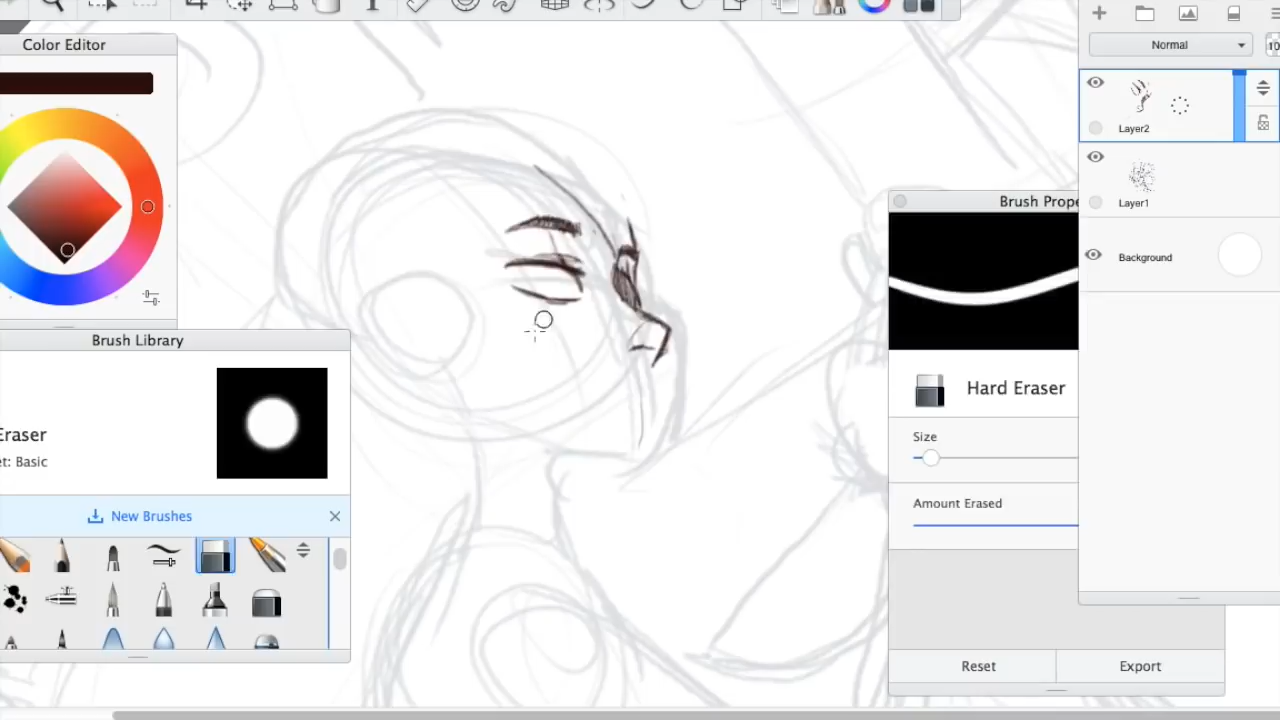 Color Editor
Normal
Layer2
Layer1
Background
Brush Library
Eraser
et: Basic
New Brushes
Brush Prope
Hard Eraser
Size
Amount Erased
Reset
Export